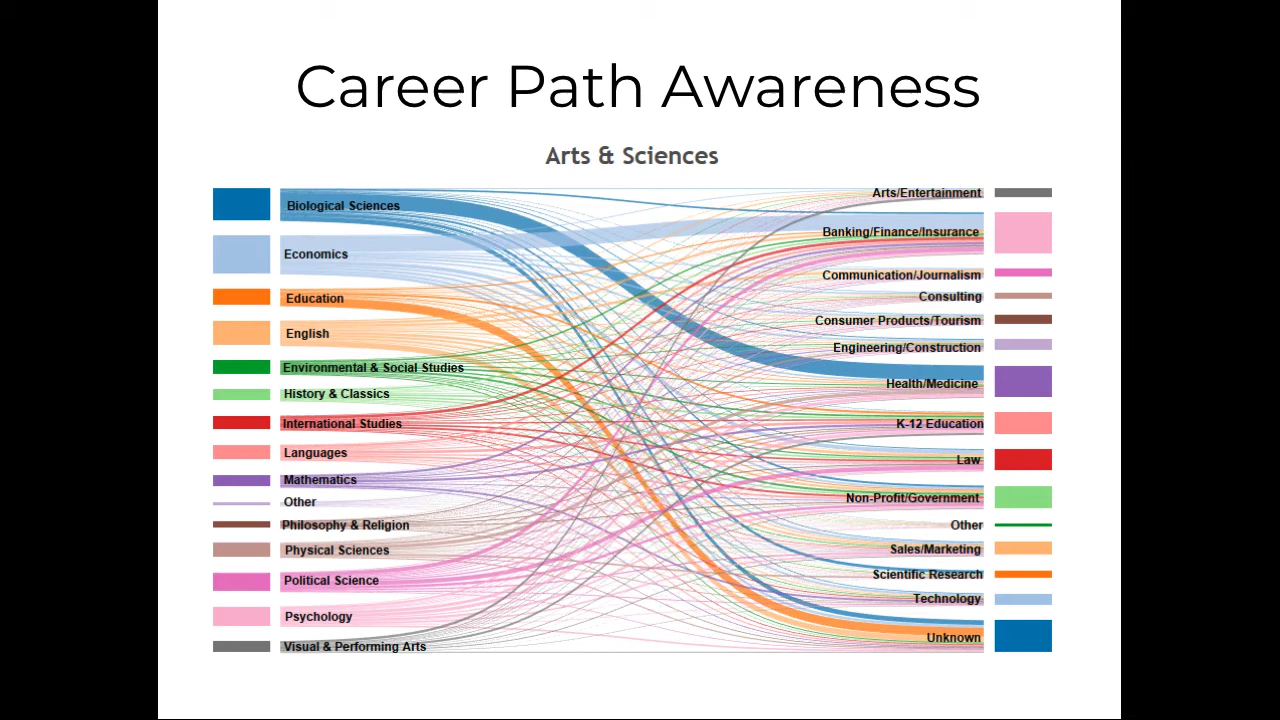 Career Path Awareness
Arts & Sciences
Biological Sciences
Economics
Education
English
Environmental & Social Studies
History & Classics
International Studies
Languages
Mathematics
Other
Philosophy & Religion
Physical Sciences
Political Science
Psychology
Visual & Performing Arts
Arts/Entertainment
Banking/Finance/Insurance
Communication/Journalism
Consulting
Consumer Products/Tourism
Engineering/Construction
Health/Medicine
K-12 Education
Law
Non-Profit/Government
Other
Sales/Marketing
Scientific Research
Technology
Unknown